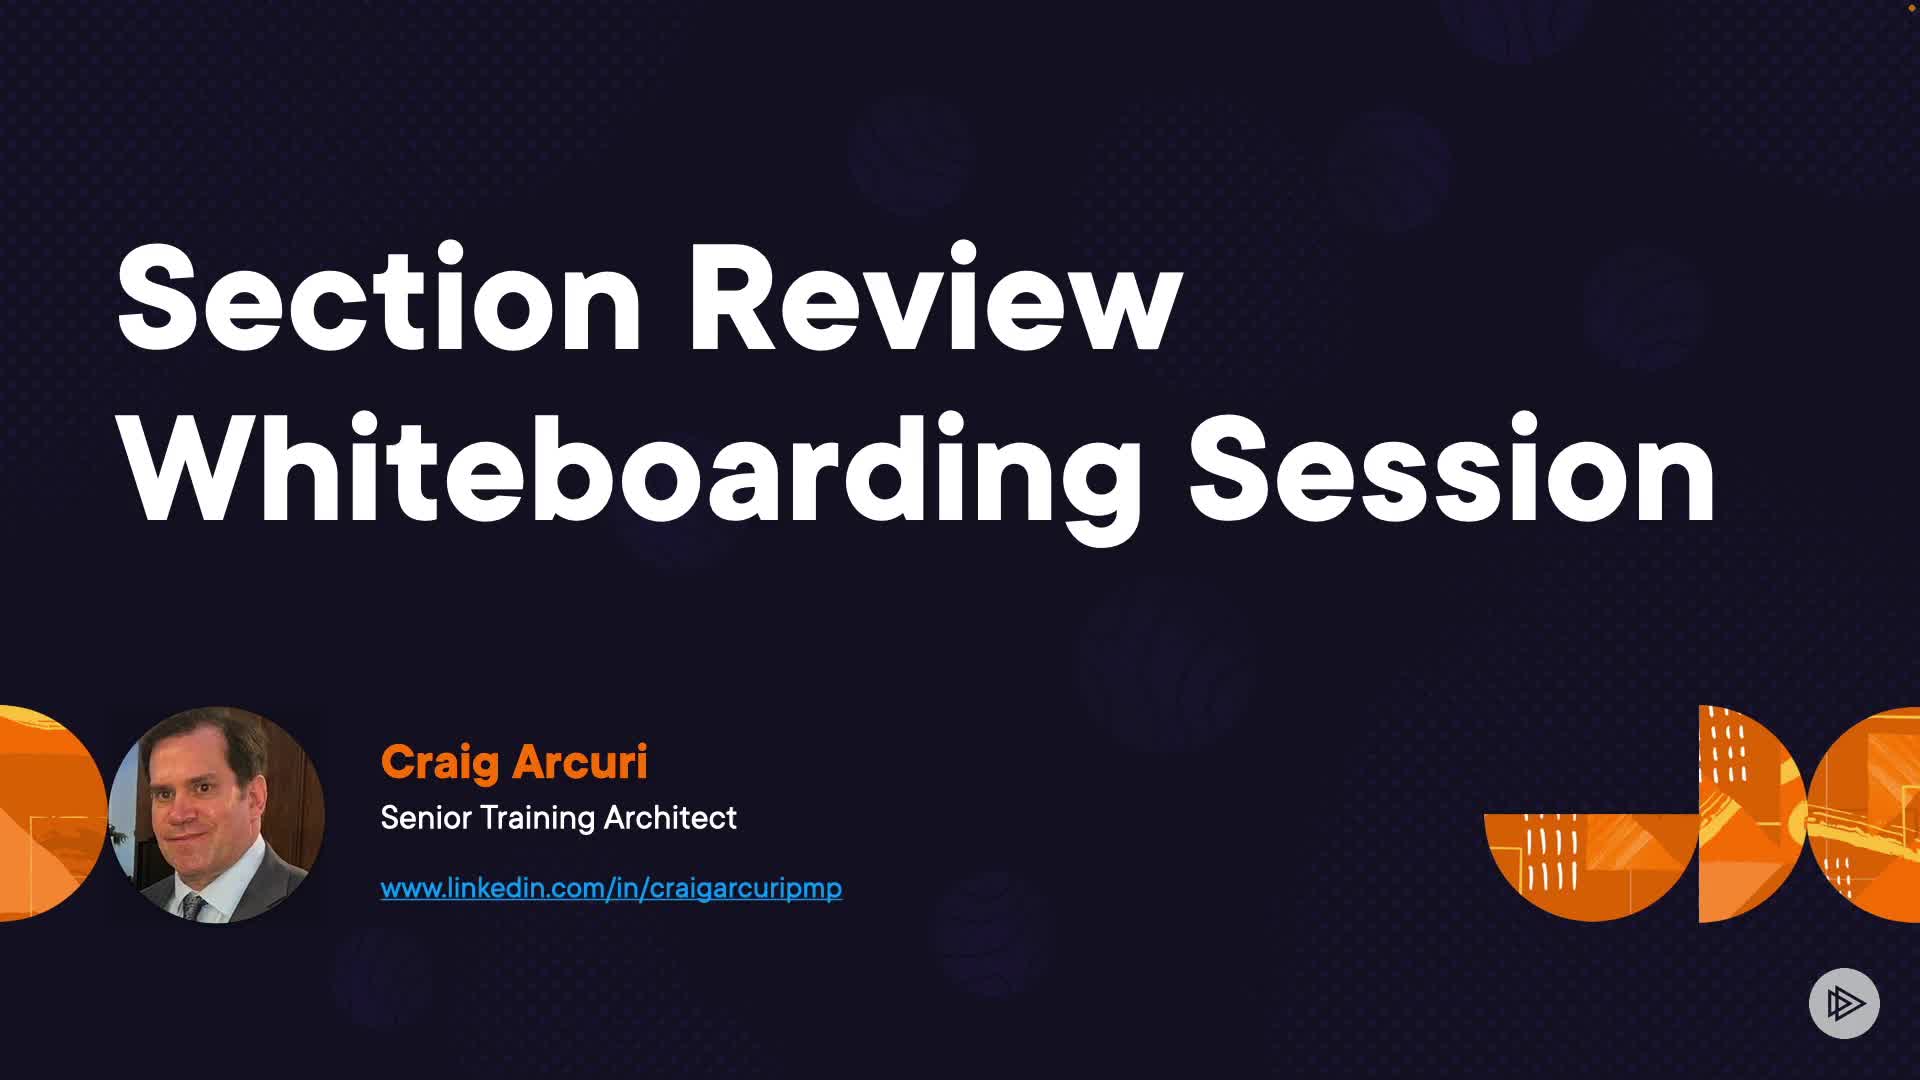 Section Review
Whiteboarding Session
Craig Arcuri
Senior Training Architect
www.linkedin.com/in/craigarcuripmp